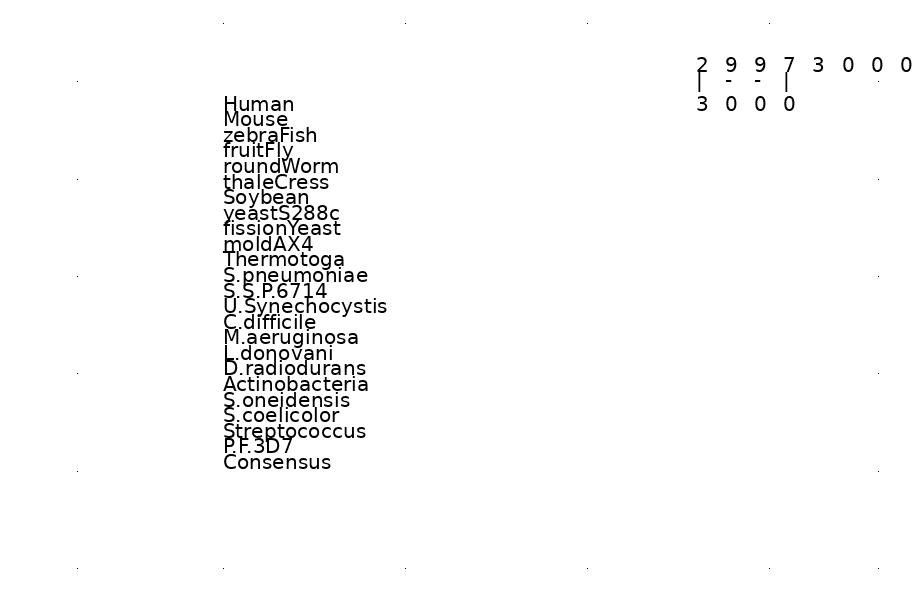 2 9 9 7 3 0 0 0
| - - |
Human 3 0 0 0
Mouse
zebraFish
fruitFly
roundWorm
thaleCress
Soybean
yeastS288c
fissionYeast
moldAX4
Thermotoga
S.pneumoniae
S.S.P.6714
U.Synechocystis
C.difficile
M.aeruginosa
L.donovani
D.radiodurans
Actinobacteria
S.oneidensis
S.coelicolor
Streptococcus
P.F.3D7
Consensus